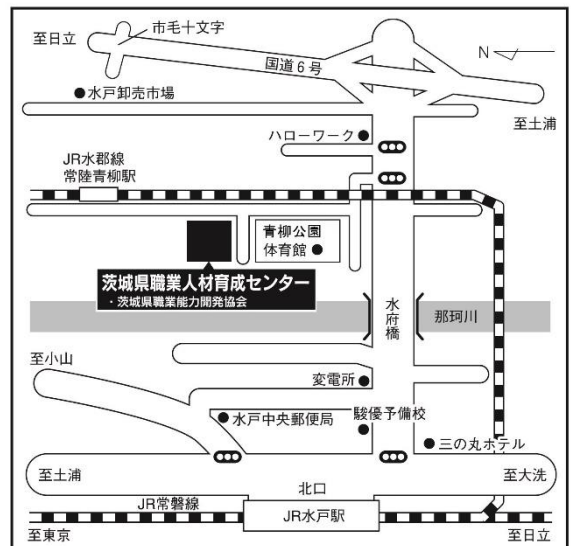 市毛十文字
至日立
国道6号
N
水戸卸売市場
至土浦
ハローワーク
JR水郡線
常陸青柳駅
青柳公園
体育館
茨城県職業人材育成センター
・茨城県職業能力開発協会
水府橋
那珂川
至小山
変電所
水戸中央郵便局
駿優予備校
三の丸ホテル
至土浦
北口
至大洗
JR常磐線
JR水戸駅
至東京
至日立